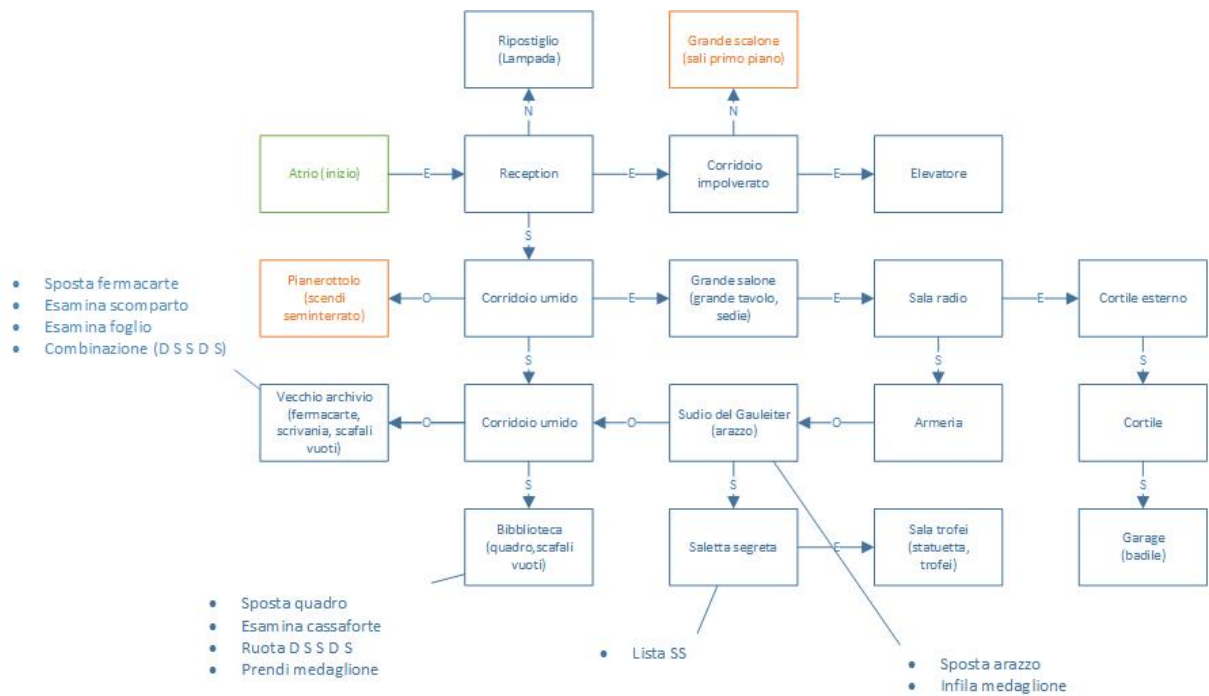 Ripostiglio
(Lampada)
Grande scalone
(sali primo piano)
N
N
Atrio (inizio)
E
Reception
E
Corridoio
impolverato
E
Elevatore
S
• Sposta fermacarte
• Esamina scomparto
• Esamina foglio
• Combinazione (D S S D S)
Pianerottolo
(scendi
seminterrato)
O
Corridoio umido
E
Grande salone
(grande tavolo,
sedie)
E
Sala radio
E
Cortile esterno
S
S
S
Vecchio archivio
(fermacarte,
scrivania, scafali
vuoti)
O
Corridoio umido
O
Sudio del Gauleiter
(arazzo)
O
Armeria
Cortile
S
S
S
Bibblioteca
(quadro,scafali
vuoti)
Saletta segreta
E
Sala trofei
(statuetta,
trofei)
Garage
(badile)
• Sposta quadro
• Esamina cassaforte
• Ruota D S S D S
• Prendi medaglione
• Lista SS
• Sposta arazzo
• Infila medaglione